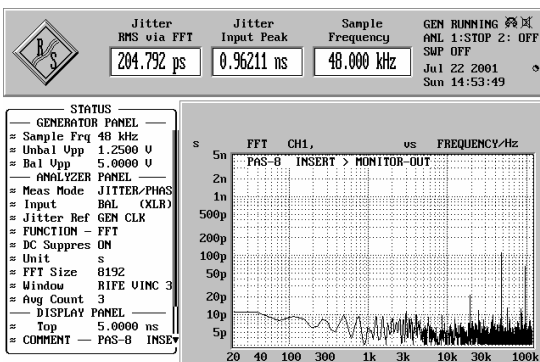 Jitter
RMS via FFT
204.792 ps
Jitter
Input Peak
0.96211 ns
Sample
Frequency
48.000 kHz
GEN RUNNING
ANL 1:STOP 2: OFF
SWP OFF
Jul 22 2001
Sun 14:53:49
R S
STATUS
GENERATOR PANEL
≈ Sample Frq 48 kHz
≈ Unbal Vpp 1.2500 V
≈ Bal Vpp 5.0000 V
ANALYZER PANEL
≈ Meas Mode JITTER/PHAS
≈ Input BAL (XLR)
≈ Jitter Ref GEN CLK
≈ FUNCTION - FFT
≈ DC Suppres ON
≈ Unit s
≈ FFT Size 8192
≈ Window RIFE VINC 3
≈ Avg Count 3
DISPLAY PANEL
≈ Top 5.0000 ns
≈ COMMENT — PAS-8 INSE
s FFT CH1, vs FREQUENCY/Hz
PAS-8 INSERT > MONITOR-OUT
5n
2n
1n
500p
200p
100p
50p
20p
10p
5p
20 40 100 300 1k 3k 10k 30k 100k